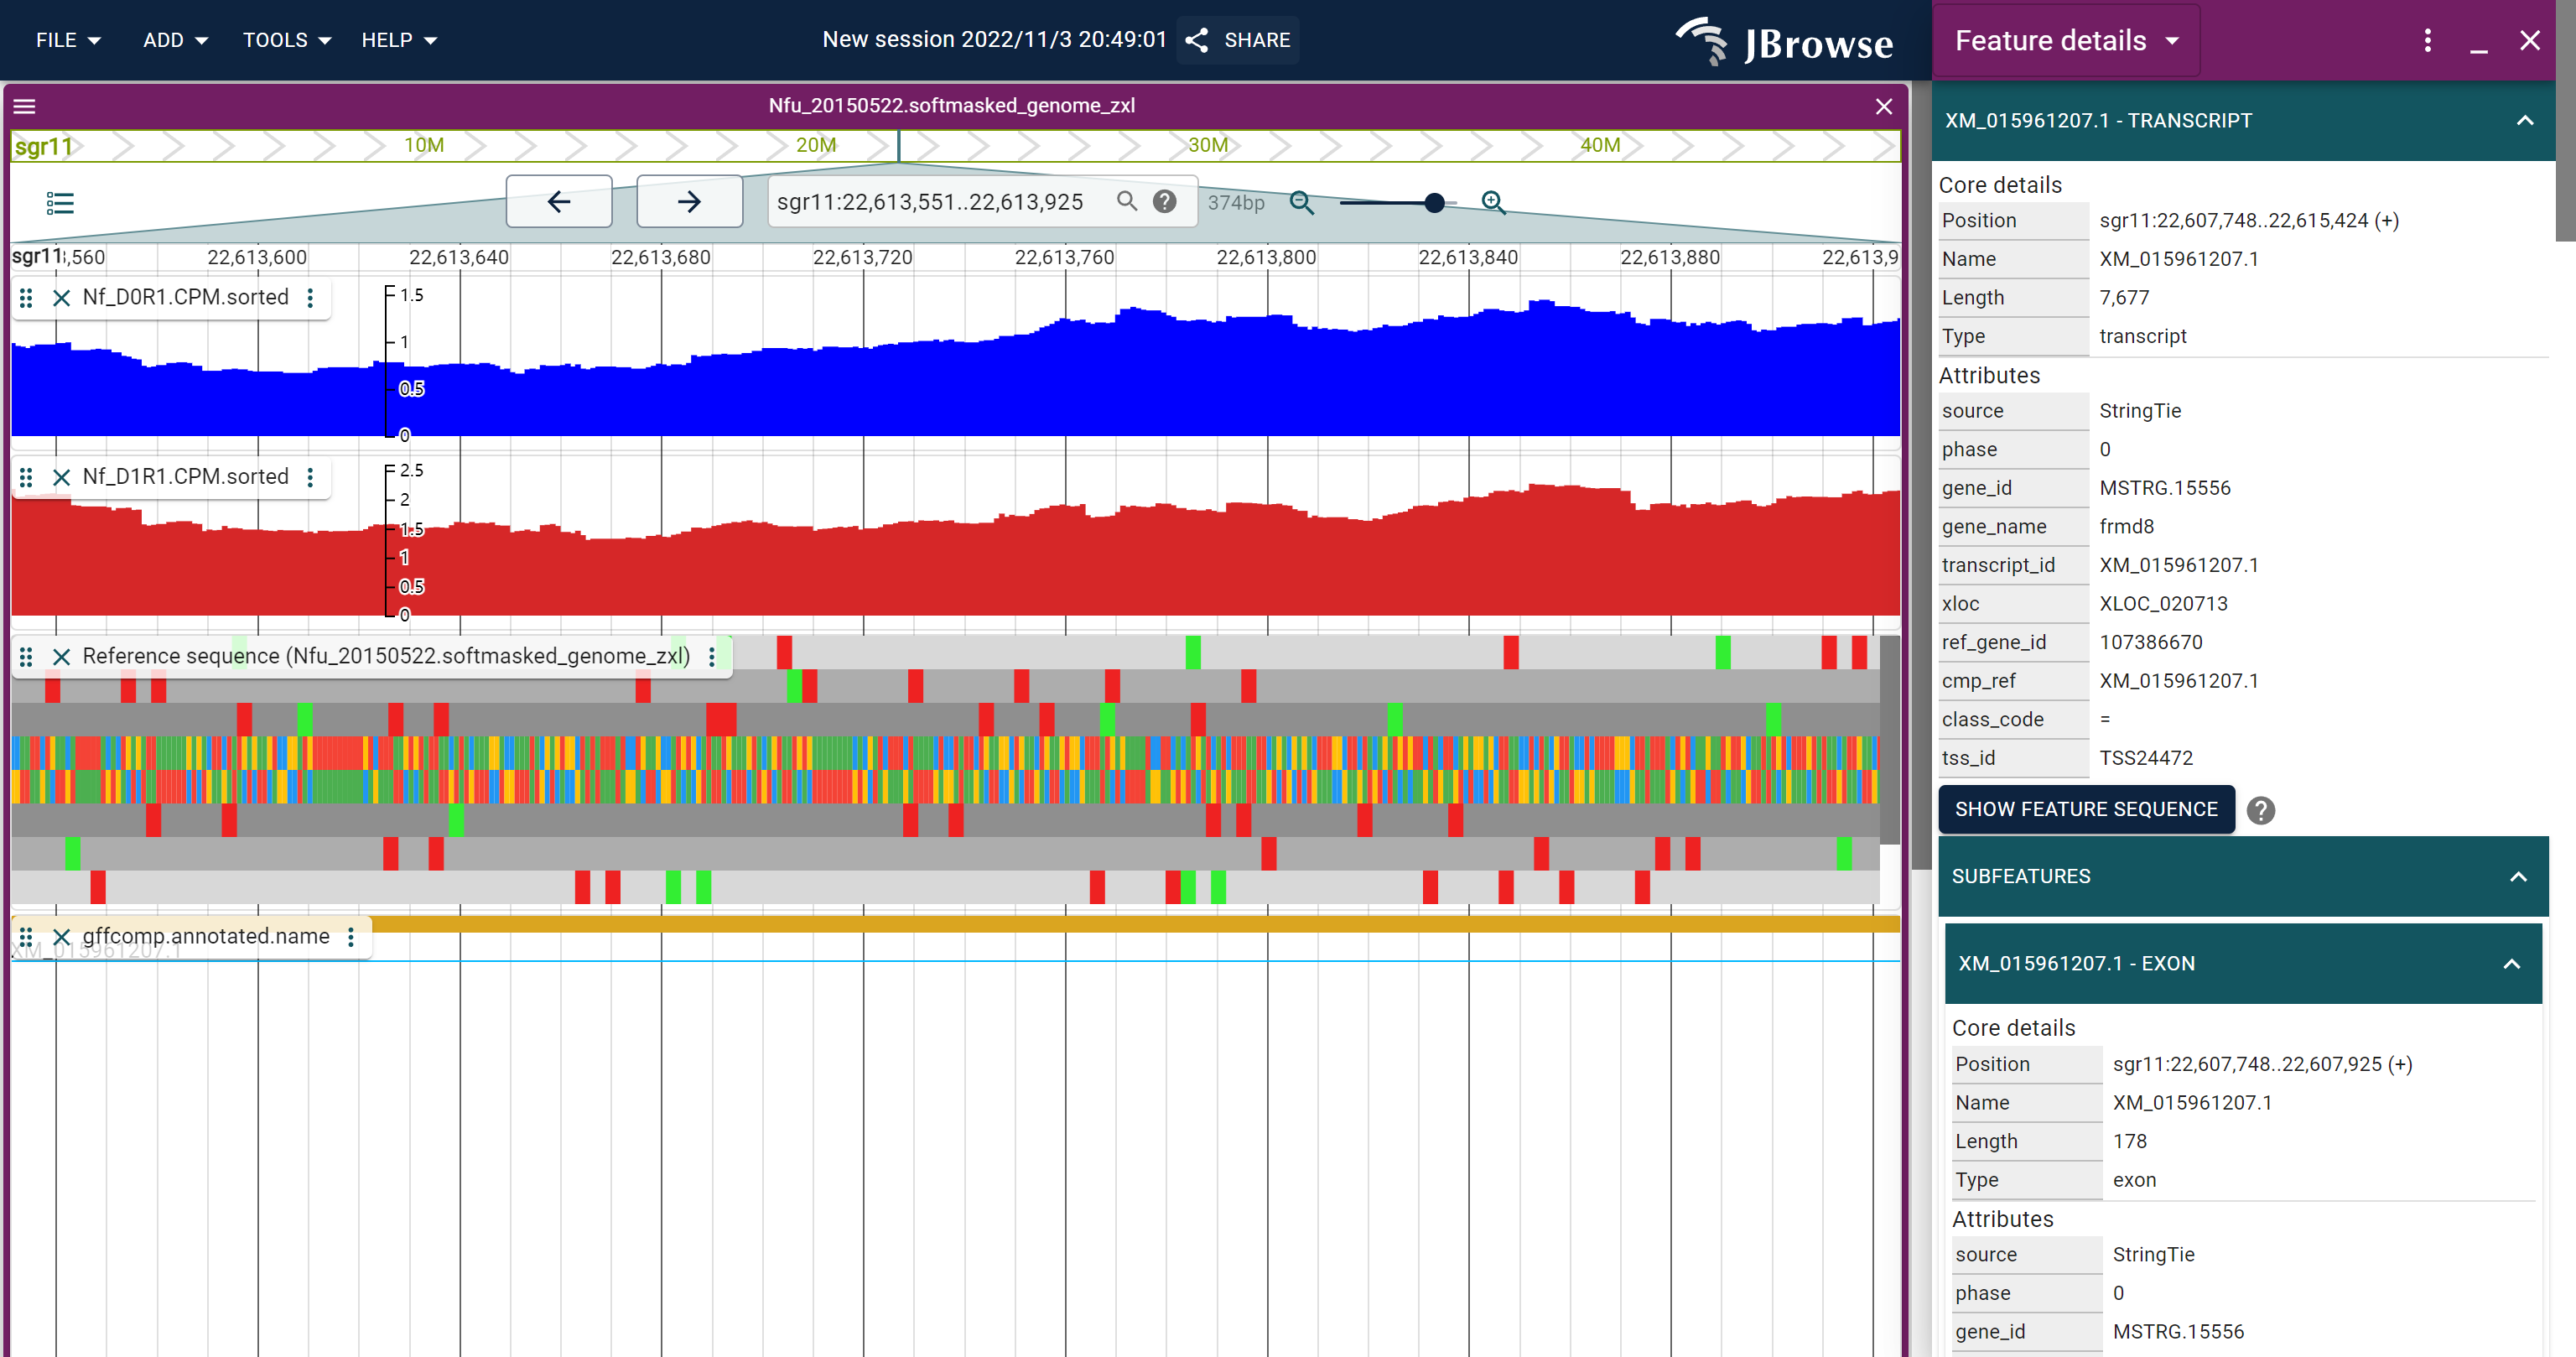 FILE ADD TOOLS HELP New session 2022/11/3 20:49:01 SHARE JBrowse
Nfu_20150522.softmasked_genome_zxl
sgr11 10M 20M 30M 40M
sgr11:22,613,551..22,613,925 374bp
sgr11 ,560 22,613,600 22,613,640 22,613,680 22,613,720 22,613,760 22,613,800 22,613,840 22,613,880 22,613,9
Nf_D0R1.CPM.sorted
1.5
1
0.5
0
Nf_D1R1.CPM.sorted
2.5
2
1.5
1
0.5
0
Reference sequence (Nfu_20150522.softmasked_genome_zxl)
gffcomp.annotated.name
XM_015961207.1
Feature details
XM_015961207.1 - TRANSCRIPT
Core details
Position sgr11:22,607,748..22,615,424 (+)
Name XM_015961207.1
Length 7,677
Type transcript
Attributes
source StringTie
phase 0
gene_id MSTRG.15556
gene_name frmd8
transcript_id XM_015961207.1
xloc XLOC_020713
ref_gene_id 107386670
cmp_ref XM_015961207.1
class_code =
tss_id TSS24472
SHOW FEATURE SEQUENCE ?
SUBFEATURES
XM_015961207.1 - EXON
Core details
Position sgr11:22,607,748..22,607,925 (+)
Name XM_015961207.1
Length 178
Type exon
Attributes
source StringTie
phase 0
gene_id MSTRG.15556